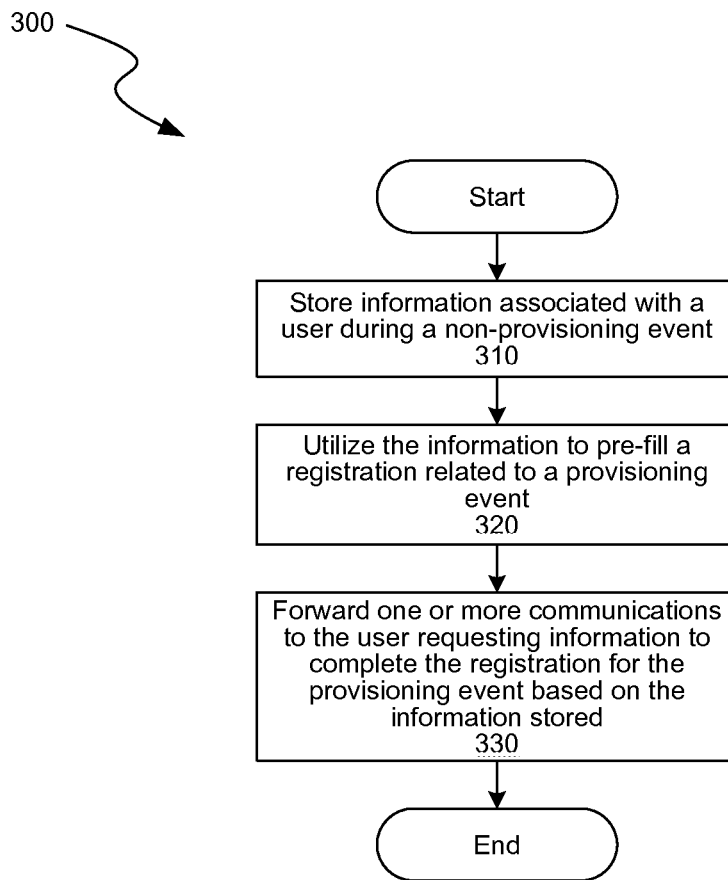 300
Start
Store information associated with a
user during a non-provisioning event
310
Utilize the information to pre-fill a
registration related to a provisioning
event
320
Forward one or more communications
to the user requesting information to
complete the registration for the
provisioning event based on the
information stored
330
End